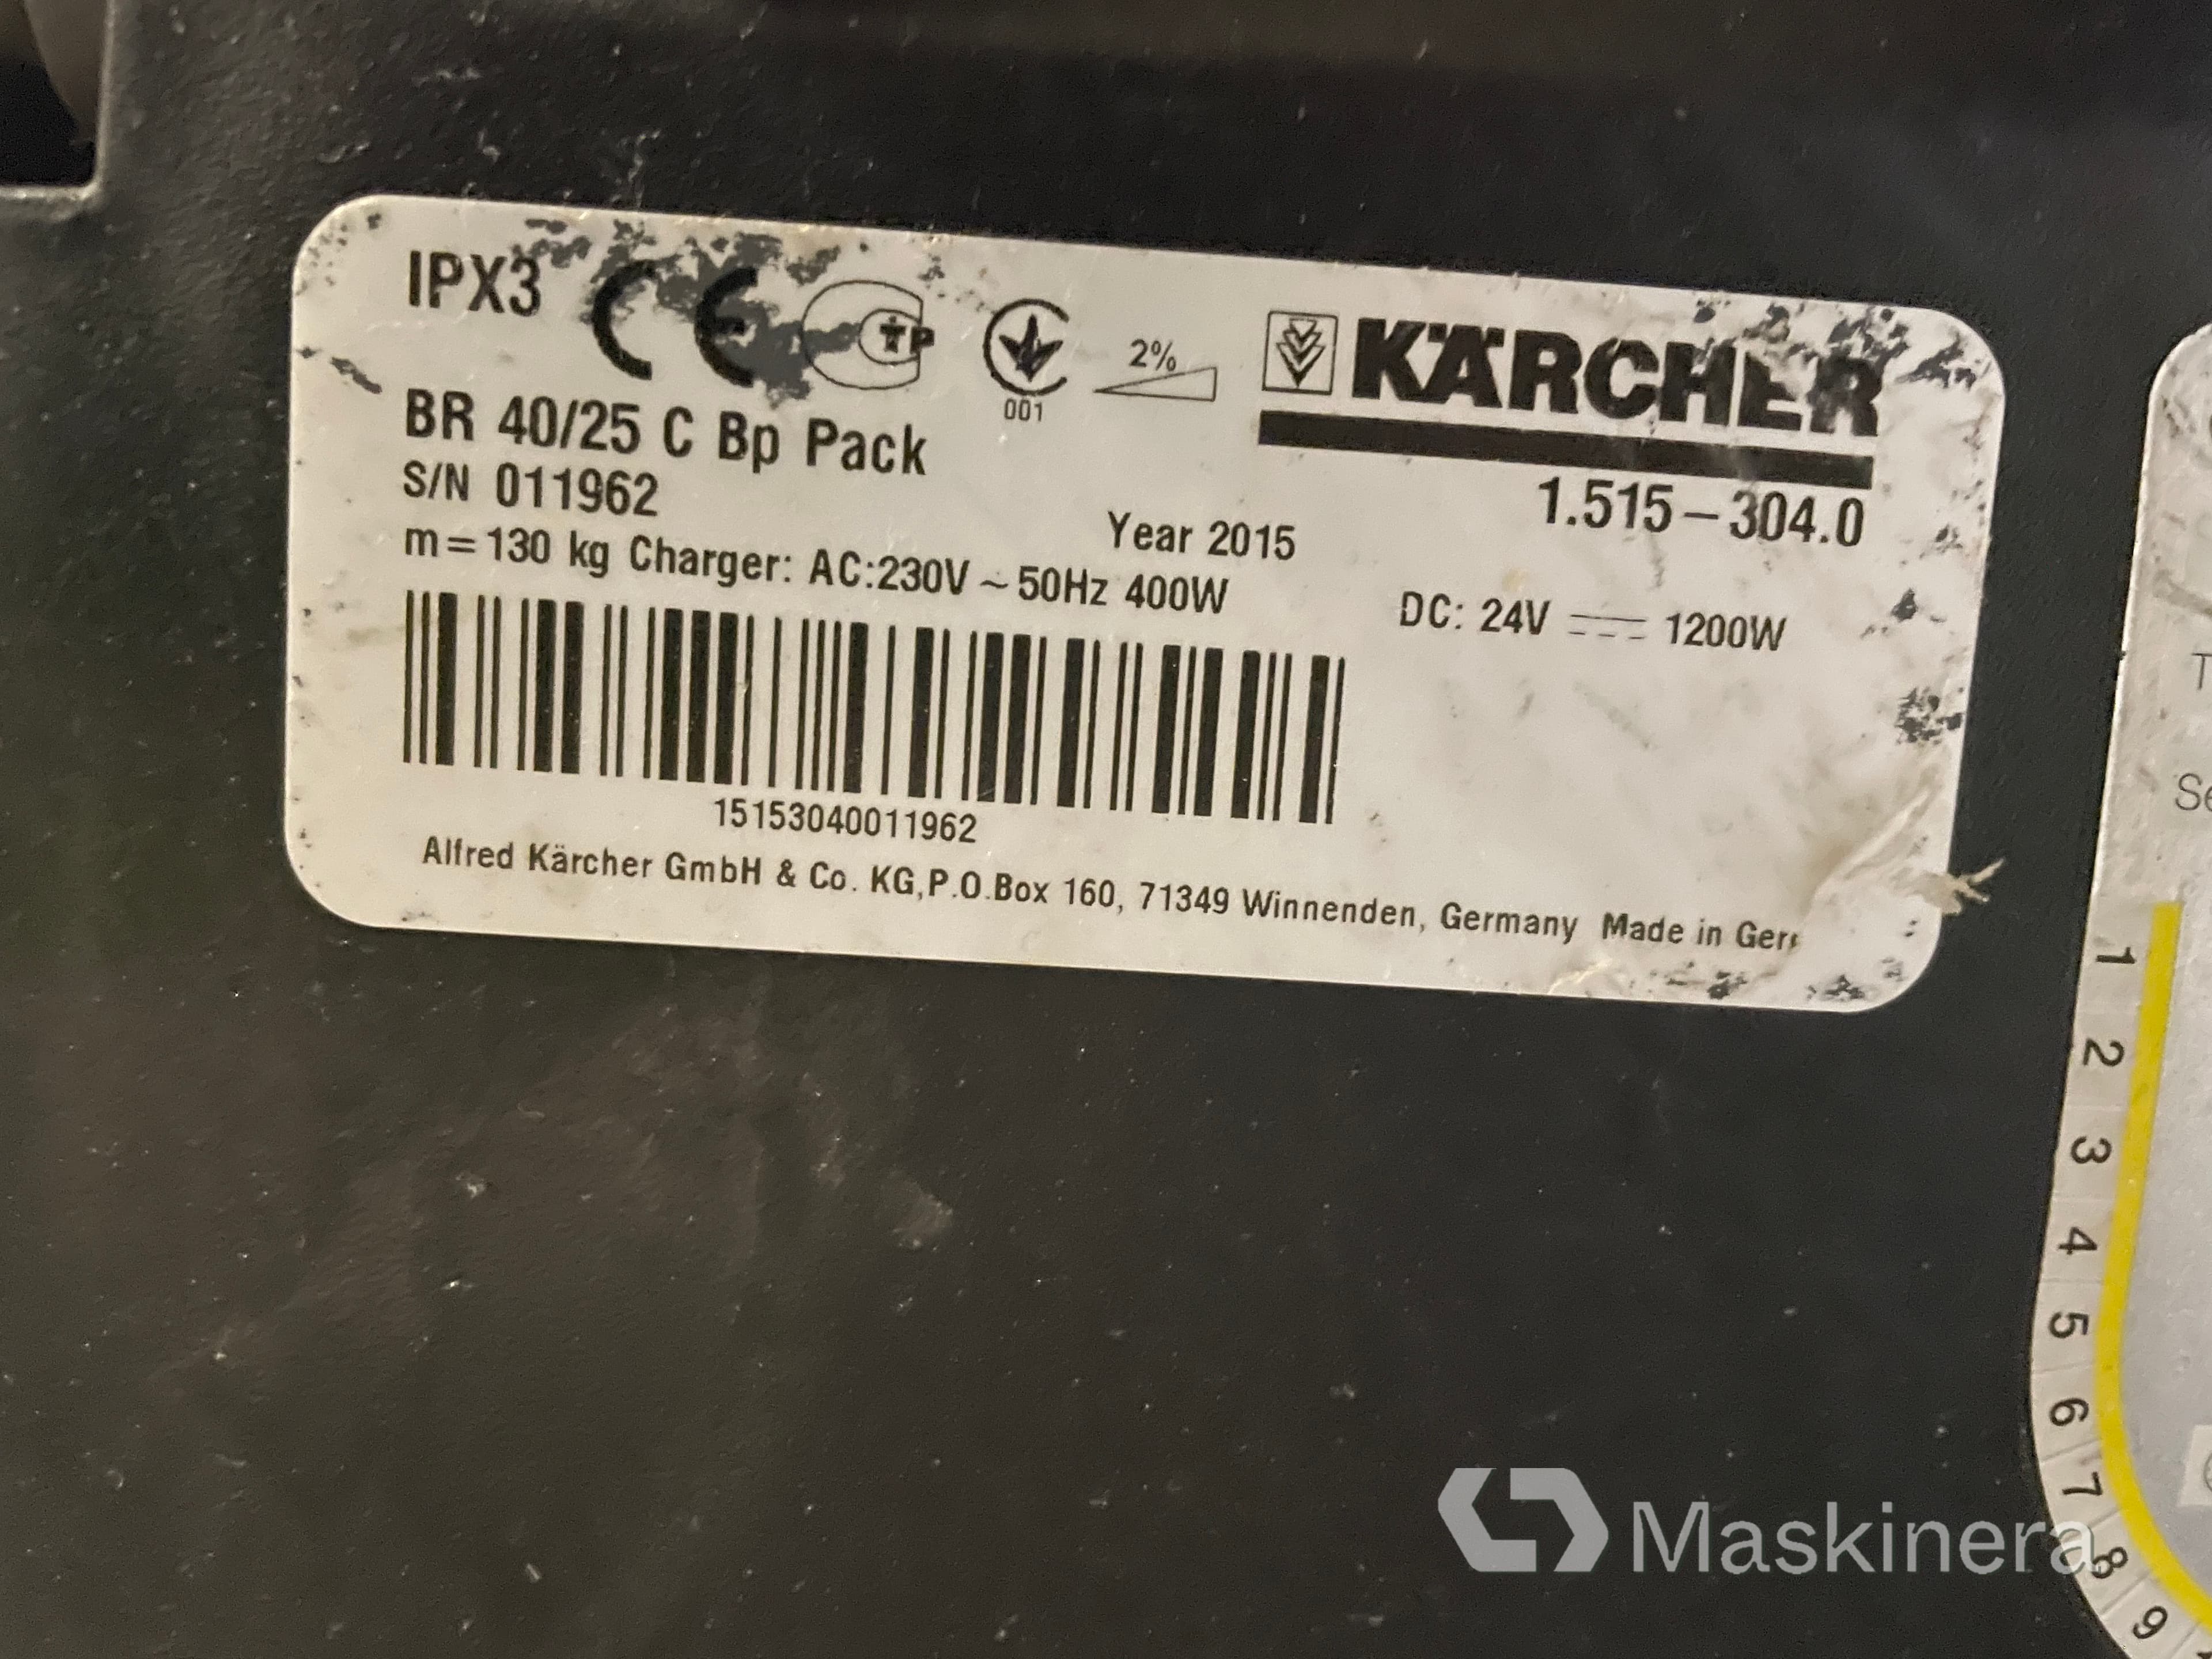 IPX3 CE TP 001 2% KÄRCHER
BR 40/25 C Bp Pack
S/N 011962 Year 2015 1.515-304.0
m=130 kg Charger: AC:230V ~ 50Hz 400W DC: 24V 1200W
15153040011962
Alfred Kärcher GmbH & Co. KG,P.O.Box 160, 71349 Winnenden, Germany Made in
1
2
3
4
5
6
7
8
9
Maskinera